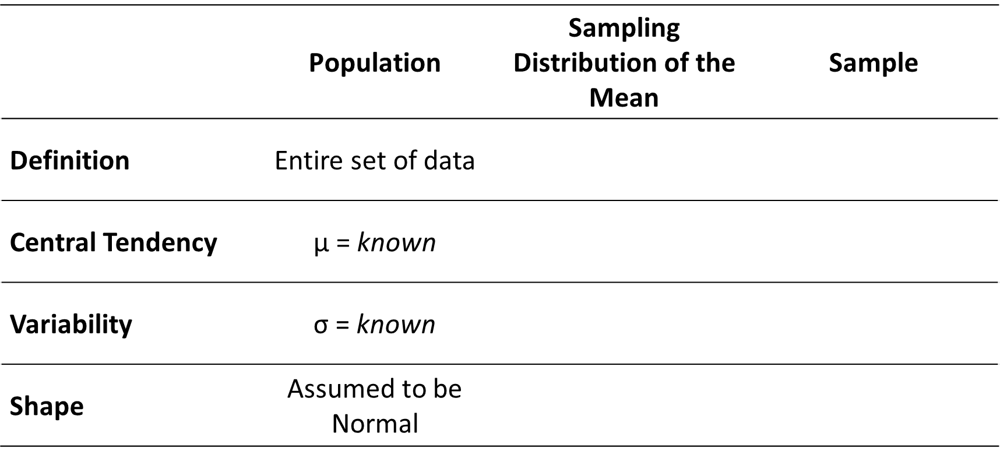 Population
Sampling
Distribution of the
Mean
Sample
Definition
Entire set of data
Central Tendency
μ = known
Variability
σ = known
Shape
Assumed to be
Normal